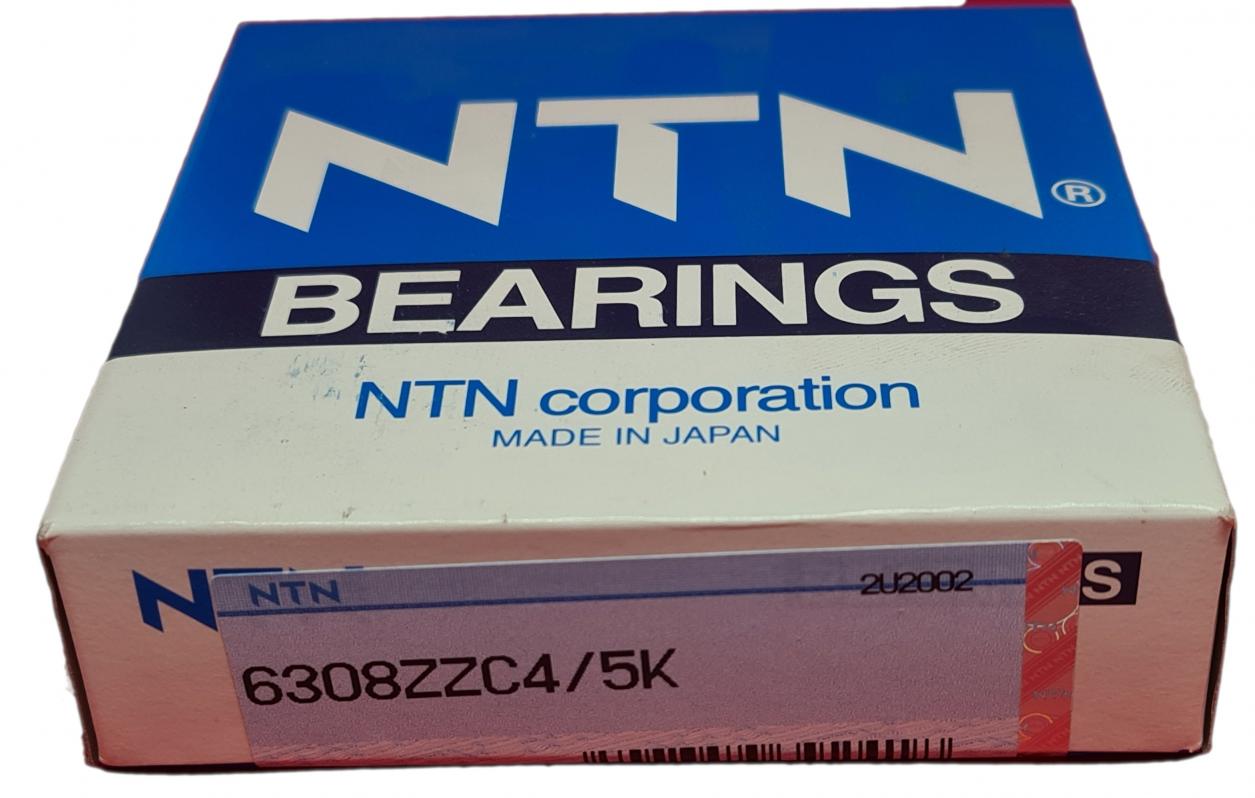 NTN®
BEARINGS
NTN corporation
MADE IN JAPAN
NTN
2U2002
S
6308ZZC4/5K